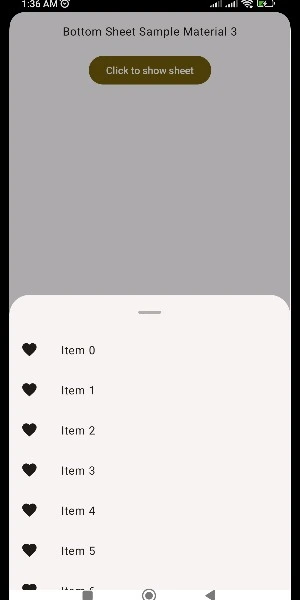 1:36 AM
Bottom Sheet Sample Material 3
Click to show sheet
Item 0
Item 1
Item 2
Item 3
Item 4
Item 5